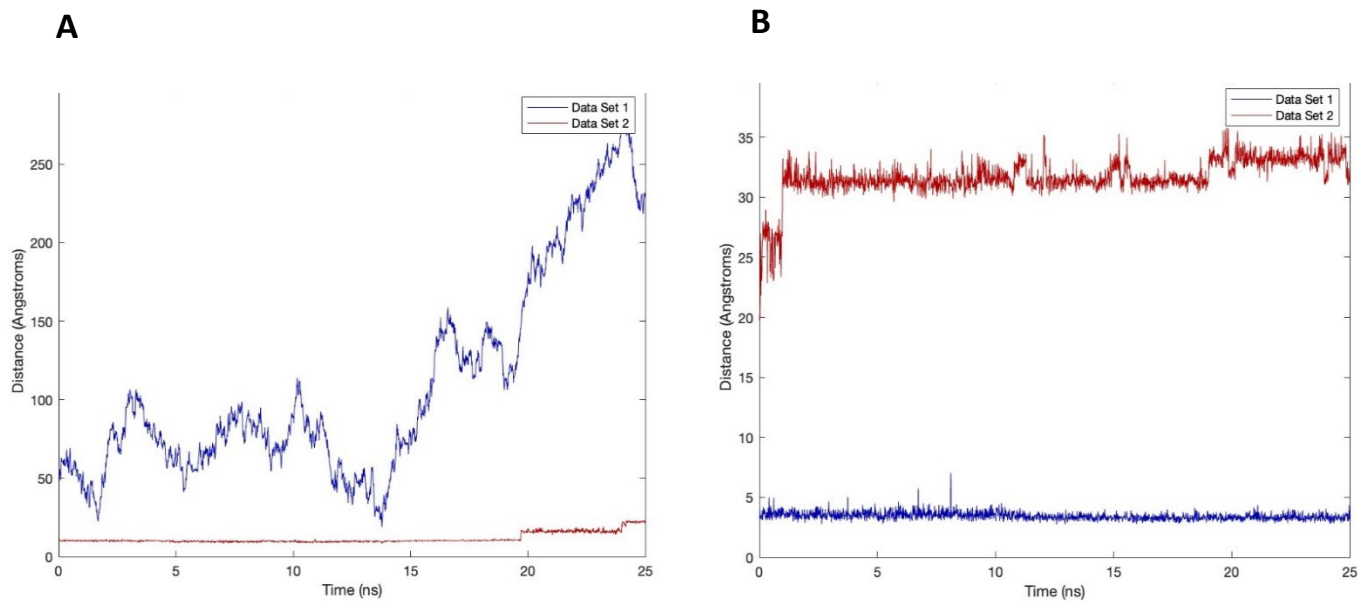 A
Data Set 1
Data Set 2
250
200
150
100
50
0
Distance (Angstroms)
0 5 10 15 20 25
Time (ns)
B
Data Set 1
Data Set 2
35
30
25
20
15
10
5
0
Distance (Angstroms)
0 5 10 15 20 25
Time (ns)